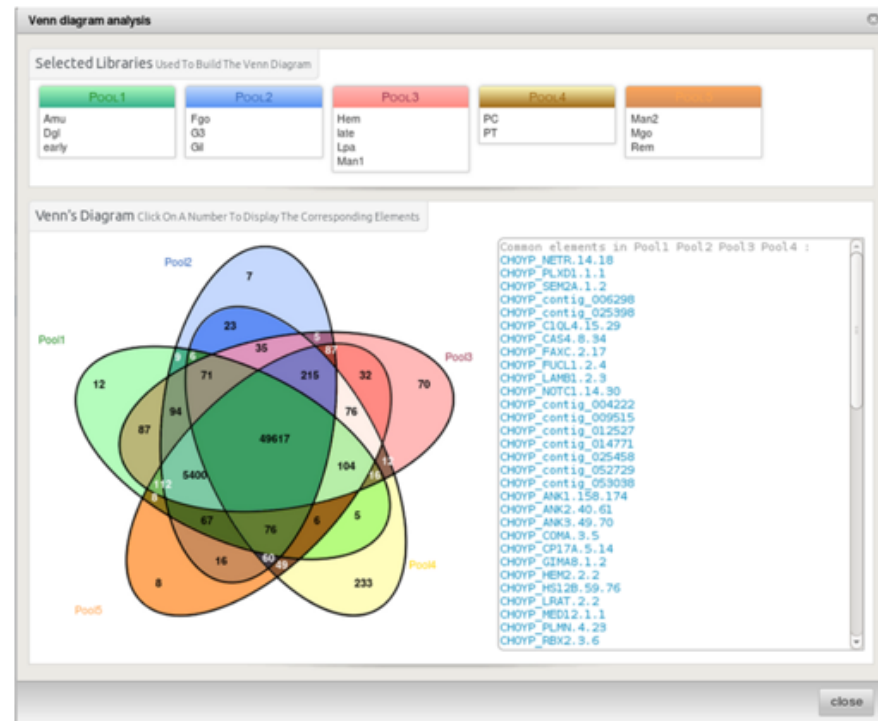 Venn diagram analysis
Selected Libraries Used To Build The Venn Diagram
POOL1
Amu
Dgl
early
POOL2
Fgo
G3
Gil
POOL3
Hem
late
Lpa
Man1
POOL4
PC
PT
Man2
Mgo
Rem
Venn's Diagram Click On A Number To Display The Corresponding Elements
Pool2
7
23
Pool1
35
5
87
Pool3
12
71
215
32
70
94
76
87
49617
5400
104
112
8
67
76
6
5
60
16
49
Pool4
8
233
Pool5
Common elements in Pool1 Pool2 Pool3 Pool4 :
CHOYP_NETR.14.18
CHOYP_PLXD1.1.1
CHOYP_SEM2A.1.2
CHOYP_contig_006298
CHOYP_contig_025398
CHOYP_C1QL4.15.29
CHOYP_CAS4.8.34
CHOYP_FAXC.2.17
CHOYP_FUCL1.2.4
CHOYP_LAMB1.2.3
CHOYP_NOTC1.14.30
CHOYP_contig_004222
CHOYP_contig_009515
CHOYP_contig_012527
CHOYP_contig_014771
CHOYP_contig_025458
CHOYP_contig_052729
CHOYP_contig_053038
CHOYP_ANK1.158.174
CHOYP_ANK2.40.61
CHOYP_ANK3.49.70
CHOYP_COMA.3.5
CHOYP_CP17A.5.14
CHOYP_GIMA8.1.2
CHOYP_HEM2.2.2
CHOYP_HS12B.59.76
CHOYP_LRAT.2.2
CHOYP_MED12.1.1
CHOYP_PLMN.4.23
CHOYP_RBX2.3.6
close